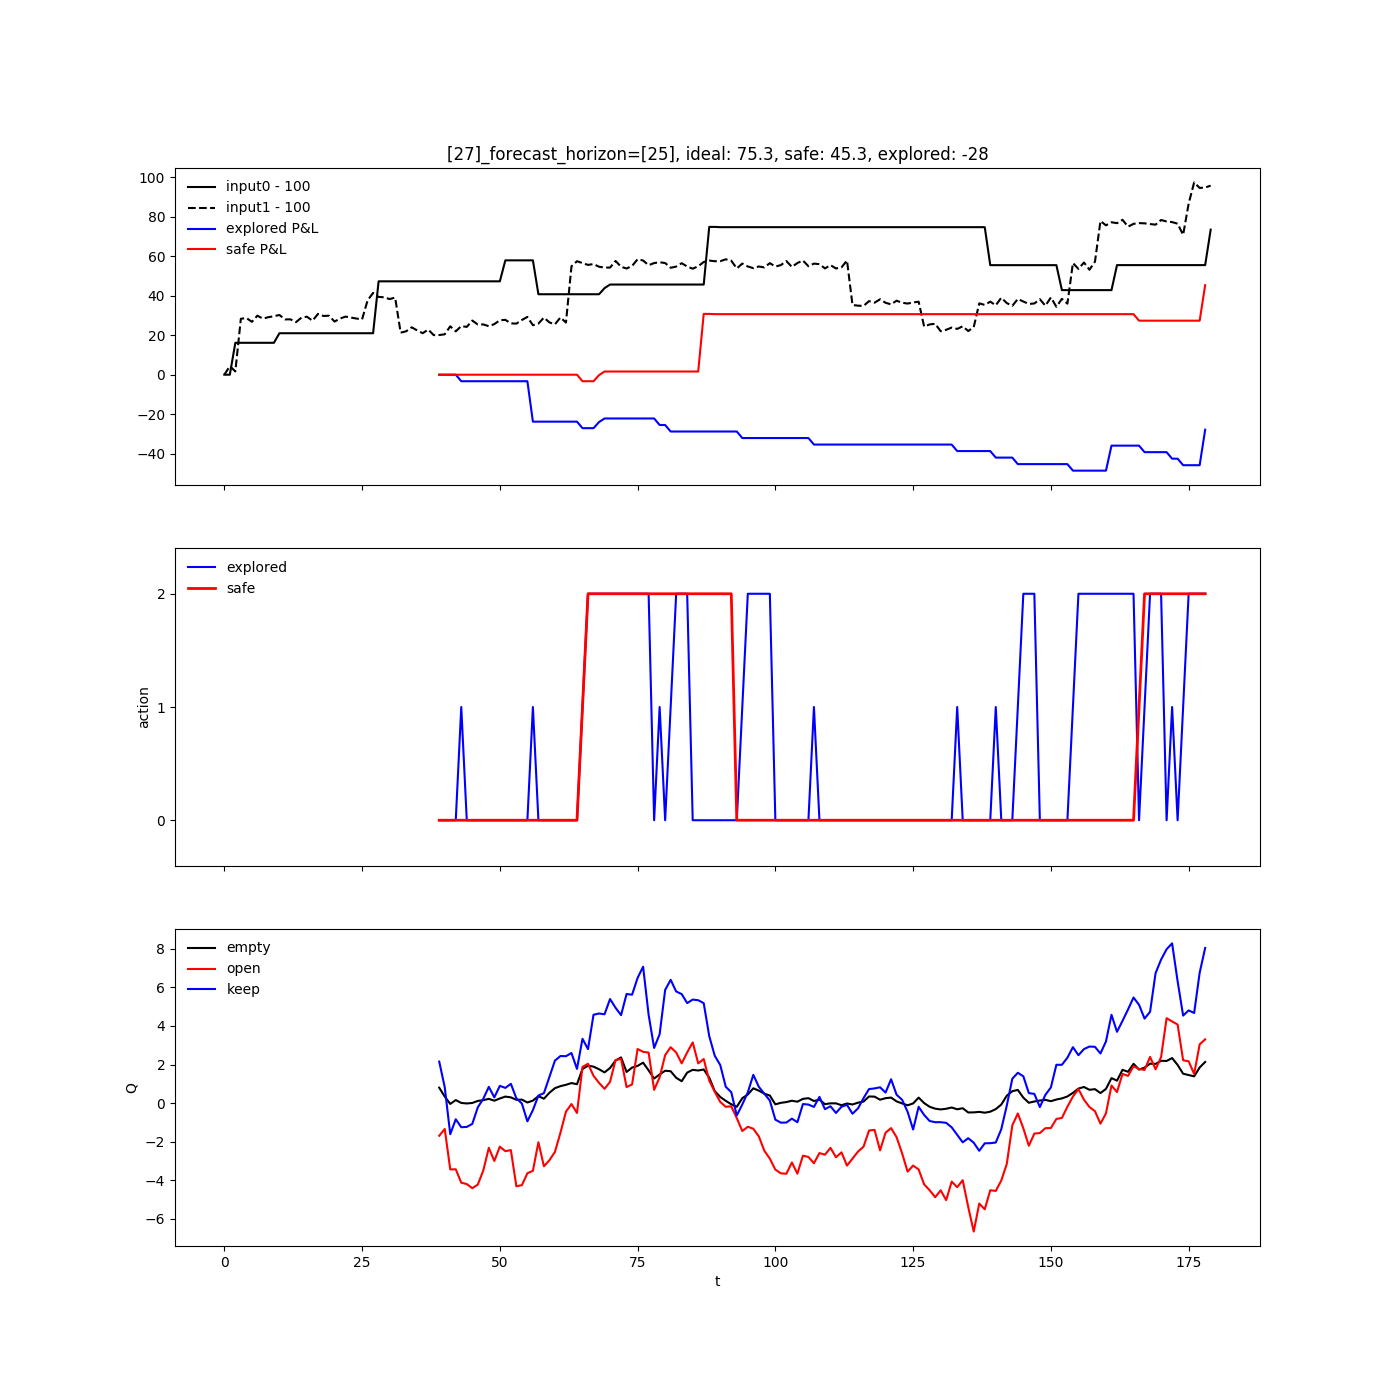 [27]_forecast_horizon=[25], ideal: 75.3, safe: 45.3, explored: -28
100
80
60
40
20
0
−20
−40
input0 - 100
input1 - 100
explored P&L
safe P&L
action
2
1
0
explored
safe
Q
8
6
4
2
0
−2
−4
−6
empty
open
keep
0 25 50 75 100 125 150 175
t